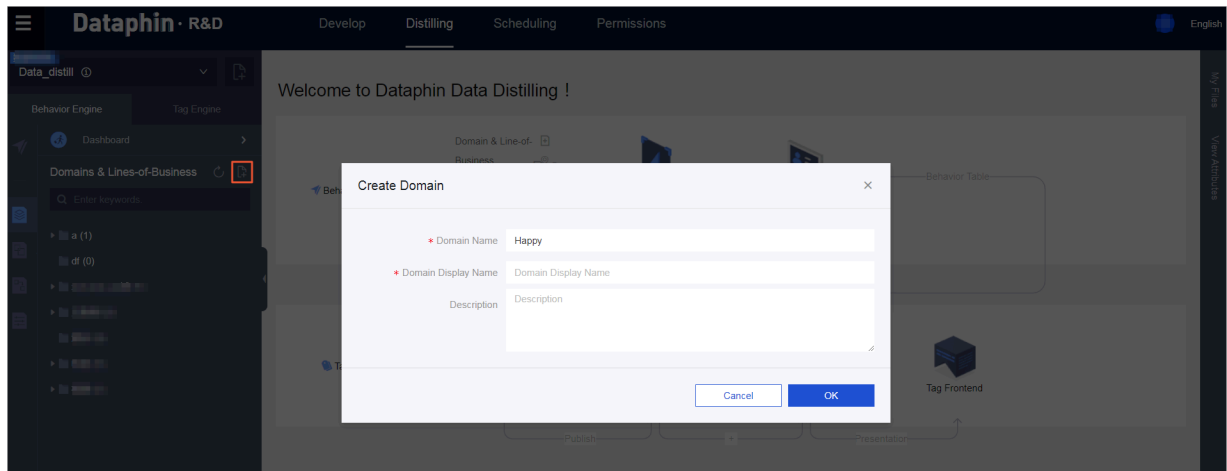 Dataphin · R&D
Develop
Distilling
Scheduling
Permissions
English
Data_distill
Behavior Engine
Tag Engine
Dashboard
Domains & Lines-of-Business
Enter keywords.
a (1)
df (0)
My Files
View Attributes
Welcome to Dataphin Data Distilling !
Domain & Line-of-
Business
Beh
Behavior Table
Create Domain
* Domain Name
Happy
* Domain Display Name
Domain Display Name
Description
Description
Cancel
OK
Ta
Tag Frontend
Publish
Presentation